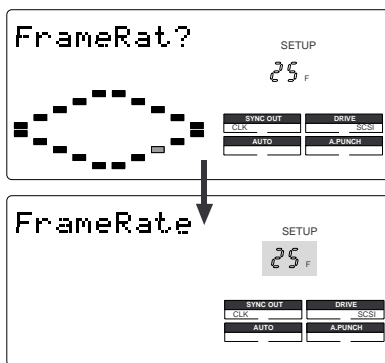 FrameRat?
SETUP
25 F
SYNC OUT DRIVE
CLK SCSI
AUTO A.PUNCH
FrameRate
SETUP
25 F
SYNC OUT DRIVE
CLK SCSI
AUTO A.PUNCH